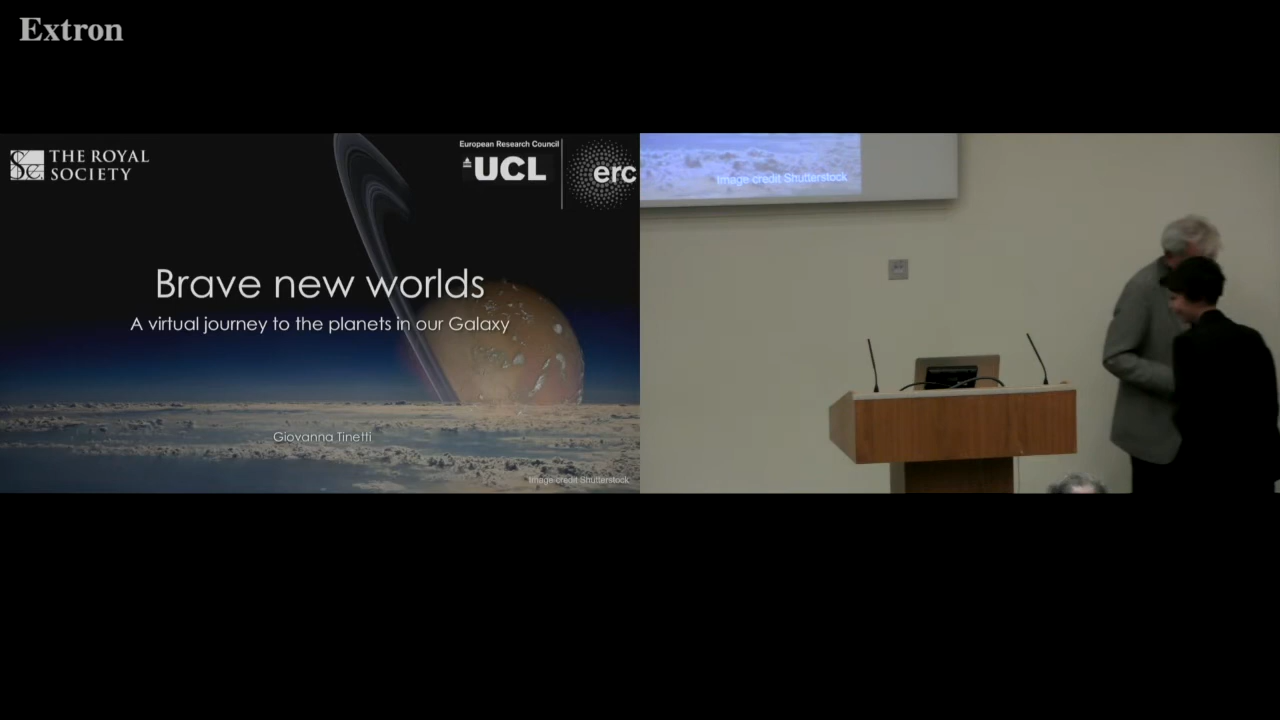 Extron
THE ROYAL
SOCIETY
European Research Council
UCL
erc
Brave new worlds
A virtual journey to the planets in our Galaxy
Giovanna Tinetti
Image credit Shutterstock
Image credit Shutterstock